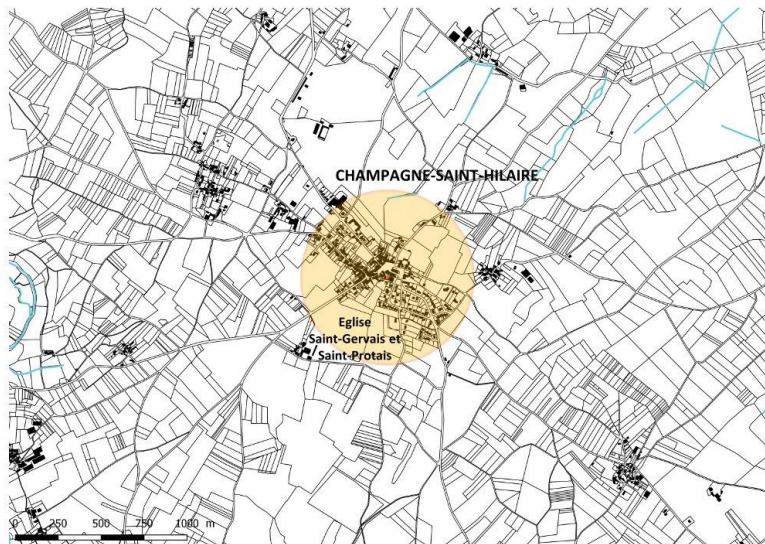 CHAMPAGNE-SAINT-HILAIRE
Eglise
Saint-Gervais et
Saint-Protais
0 250 500 750 1000 m